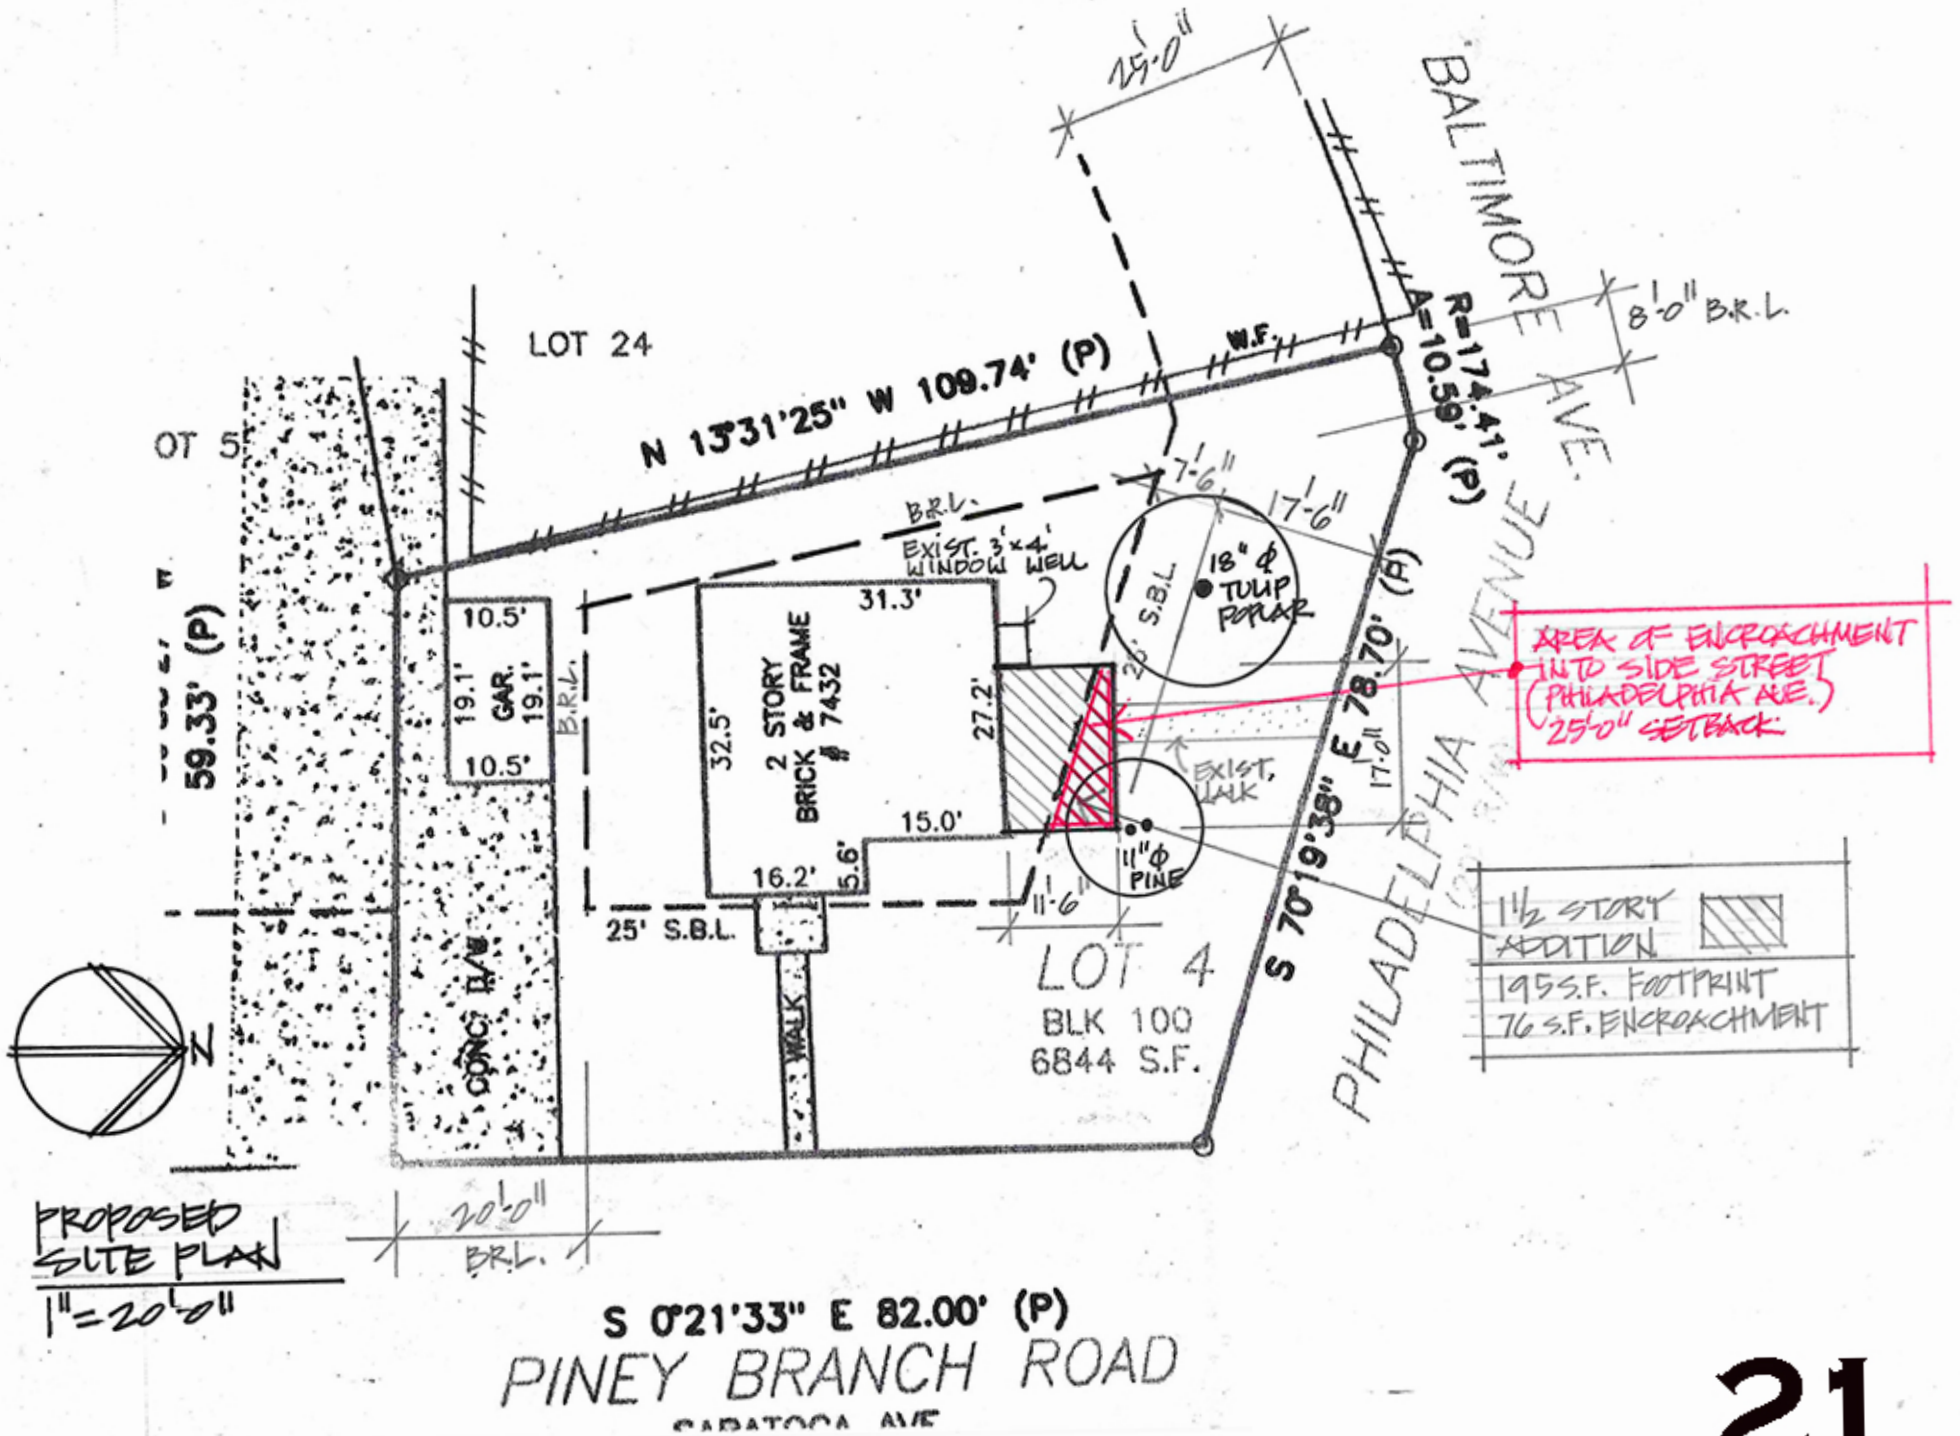 25'-0"
BALTIMORE AVE.
8'-0" B.R.L.
R=174.41'
A=10.59' (P)
LOT 24
N 13°31'25" W 109.74' (P)
W.F.
OT 5
59.33' (P)
B.R.L.
EXIST. 3'x4'
WINDOW WELL
7'-6"
17'-6"
18" φ
TULIP
POPLAR
S.B.L.
10.5'
19.1'
GAR.
19.1'
10.5'
B.R.L.
31.3'
2 STORY
BRICK & FRAME
# 7432
32.5'
27.2'
15.0'
5.6'
16.2'
EXIST.
WALK
11" φ
PINE
11'-6"
17'-0"
S 70°19'38" E 78.70' (P)
PHILADELPHIA AVENUE
AREA OF ENCROACHMENT
INTO SIDE STREET
(PHILADELPHIA AVE.)
25'-0" SETBACK
25' S.B.L.
LOT 4
BLK 100
6844 S.F.
1 1/2 STORY
ADDITION
195 S.F. FOOTPRINT
76 S.F. ENCROACHMENT
CONC. D/W
WALK
N
PROPOSED
SITE PLAN
1"=20'-0"
20'-0"
B.R.L.
S 0°21'33" E 82.00' (P)
PINEY BRANCH ROAD
21